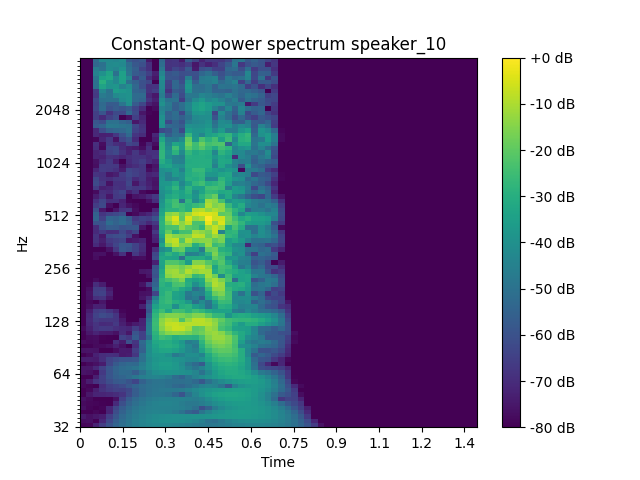 Constant-Q power spectrum speaker_10
+0 dB
2048
-10 dB
1024
-20 dB
512
-30 dB
Hz
256
-40 dB
128
-50 dB
64
-60 dB
32
-70 dB
-80 dB
0 0.15 0.3 0.45 0.6 0.75 0.9 1.1 1.2 1.4
Time